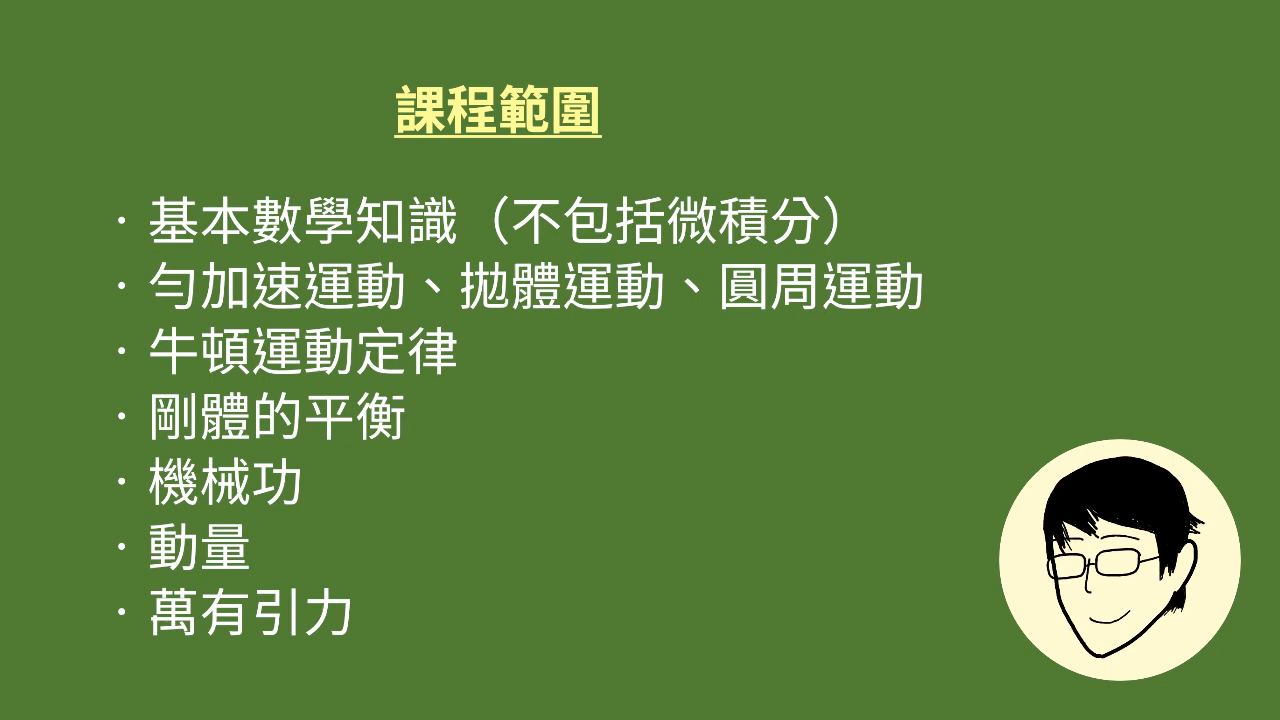 課程範圍
· 基本數學知識（不包括微積分）
· 勻加速運動、拋體運動、圓周運動
· 牛頓運動定律
· 剛體的平衡
· 機械功
· 動量
· 萬有引力